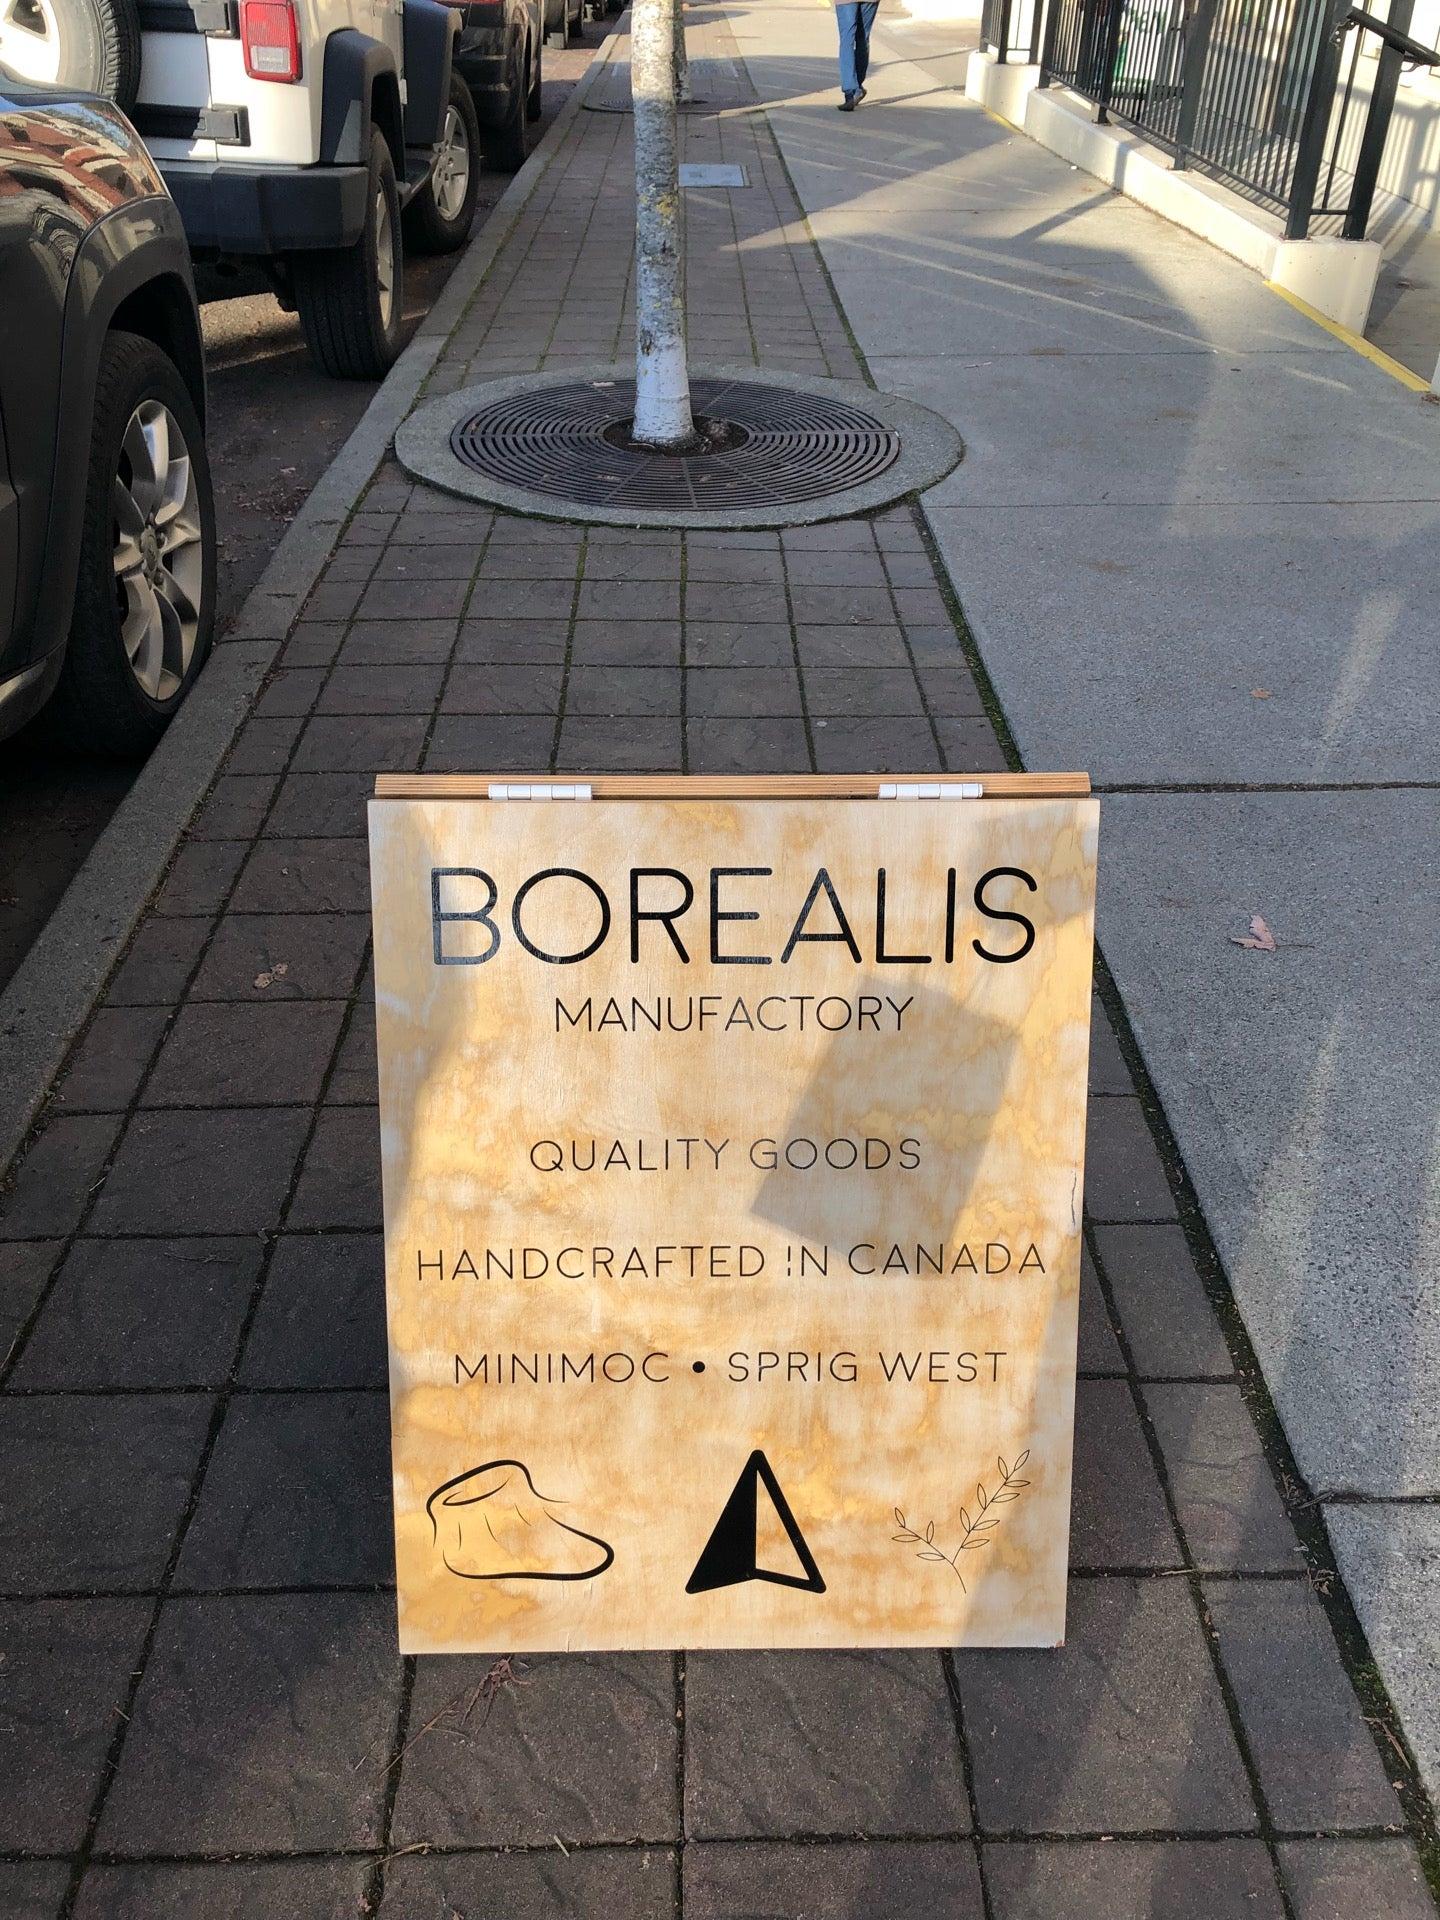 BOREALIS
MANUFACTORY
QUALITY GOODS
HANDCRAFTED IN CANADA
MINIMOC • SPRIG WEST